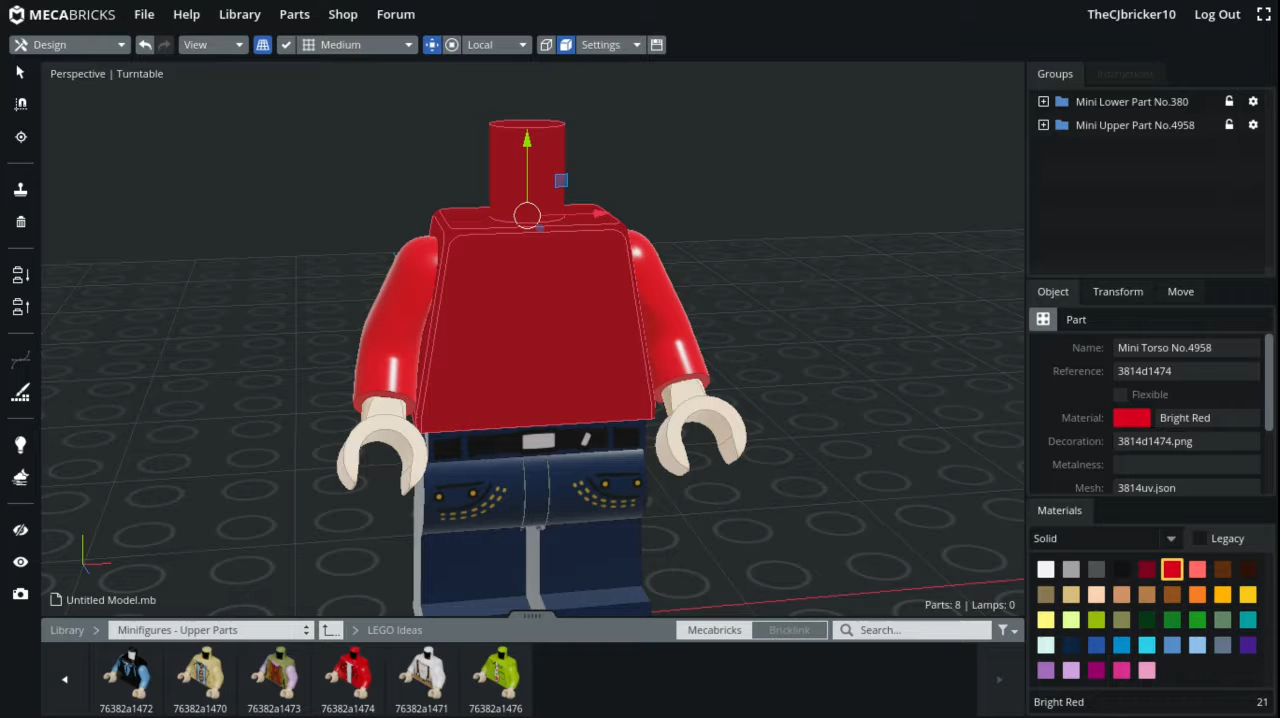 MECABRICKS File Help Library Parts Shop Forum TheCJbricker10 Log Out
Design View Medium Local Settings
Perspective | Turntable
Groups Instructions
Mini Lower Part No.380
Mini Upper Part No.4958
Object Transform Move
Part
Name: Mini Torso No.4958
Reference: 3814d1474
Flexible
Material: Bright Red
Decoration: 3814d1474.png
Metalness:
Mesh: 3814uv.json
Materials
Solid Legacy
Untitled Model.mb
Parts: 8 | Lamps: 0
Library Minifigures - Upper Parts LEGO Ideas Mecabricks Bricklink Search...
76382a1472 76382a1470 76382a1473 76382a1474 76382a1471 76382a1476
Bright Red 21